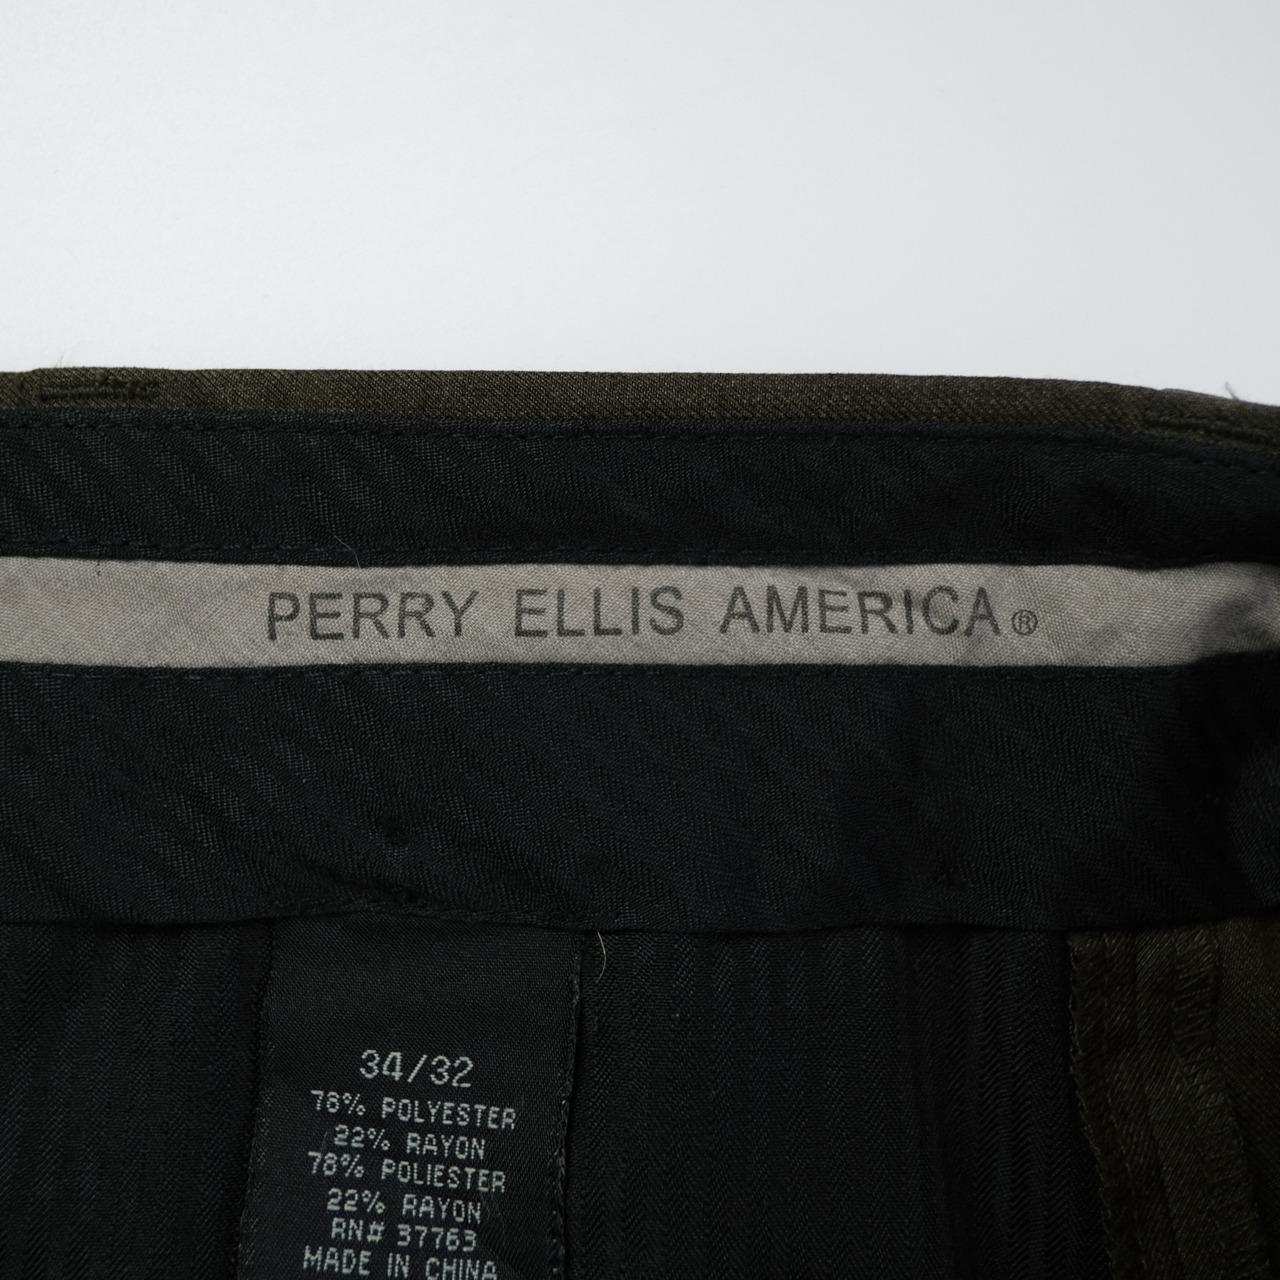 PERRY ELLIS AMERICA®
34/32
78% POLYESTER
22% RAYON
78% POLIESTER
22% RAYON
RN# 37763
MADE IN CHINA